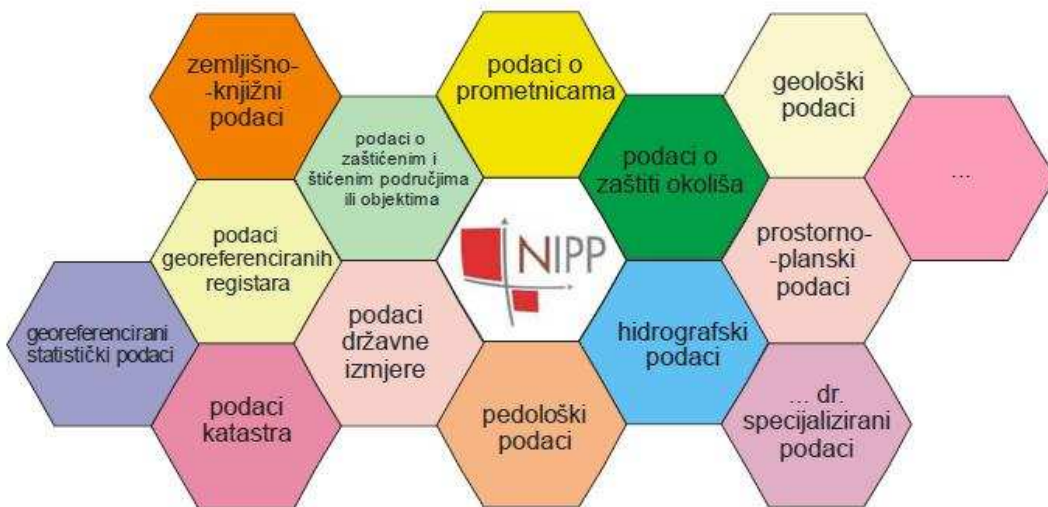 zemljišno-
-knjižni
podaci
podaci o
prometnicama
geološki
podaci
podaci o
zaštićenim i
štićenim područjima
ili objektima
podaci o
zaštiti okoliša
...
podaci
georeferenciranih
registara
NIPP
prostorno-
-planski
podaci
georeferencirani
statistički podaci
podaci
državne
izmjere
hidrografski
podaci
podaci
katastra
pedološki
podaci
... dr.
specijalizirani
podaci